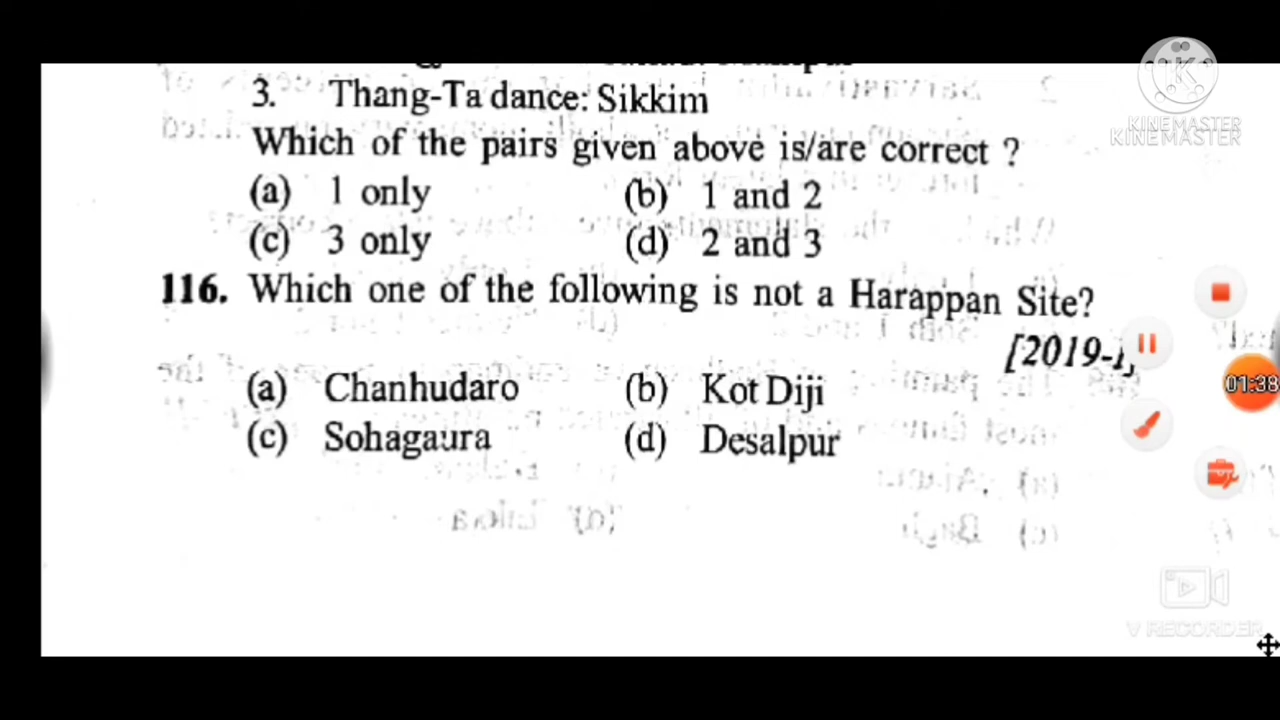 3. Thang-Ta dance: Sikkim
Which of the pairs given above is/are correct ?
(a) 1 only (b) 1 and 2
(c) 3 only (d) 2 and 3
116. Which one of the following is not a Harappan Site?
[2019-I]
(a) Chanhudaro (b) Kot Diji
(c) Sohagaura (d) Desalpur
KINEMASTER
KINEMASTER
01:38
V RECORDER